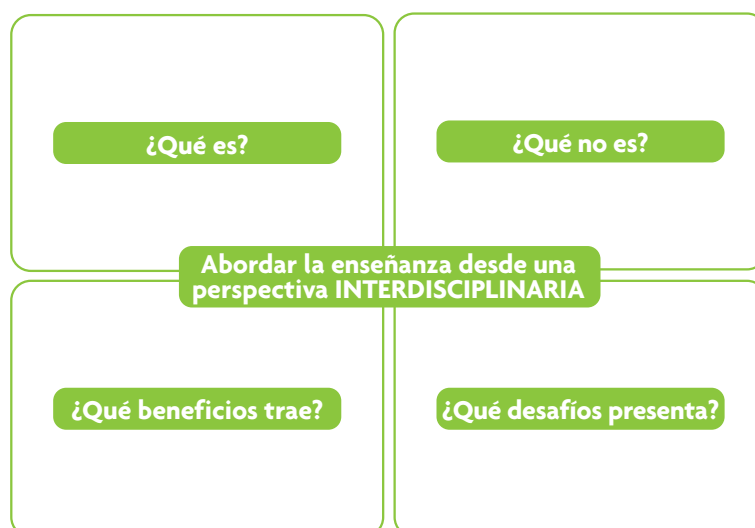 ¿Qué es?
¿Qué no es?
Abordar la enseñanza desde una
perspectiva INTERDISCIPLINARIA
¿Qué beneficios trae?
¿Qué desafíos presenta?